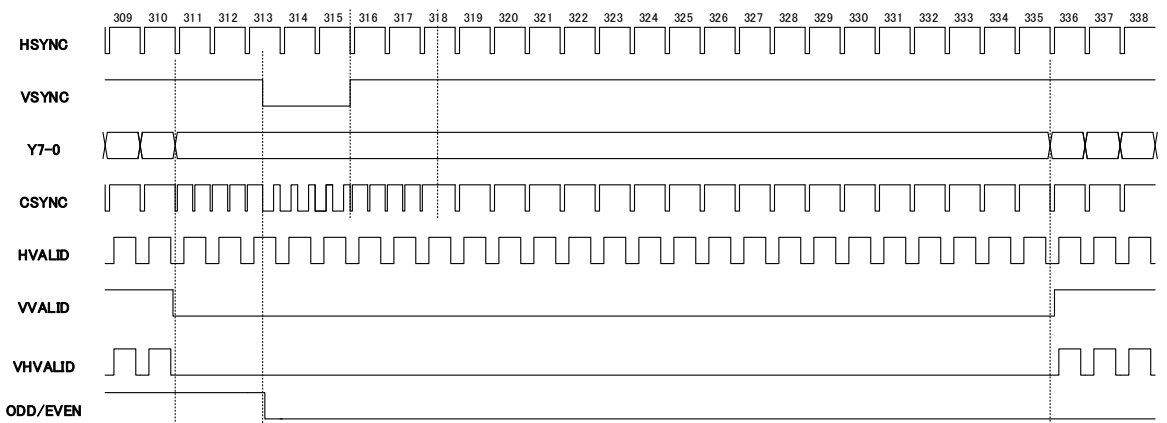 309 310 311 312 313 314 315 316 317 318 319 320 321 322 323 324 325 326 327 328 329 330 331 332 333 334 335 336 337 338
HSYNC
VSYNC
Y7-0
CSYNC
HVALID
VVALID
VHVALID
ODD/EVEN